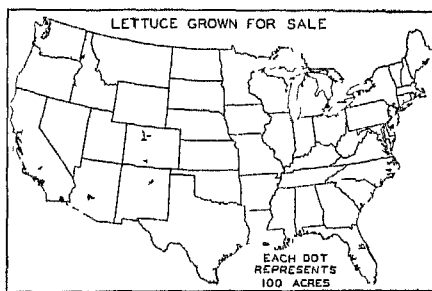 LETTUCE GROWN FOR SALE
EACH DOT
REPRESENTS
100 ACRES